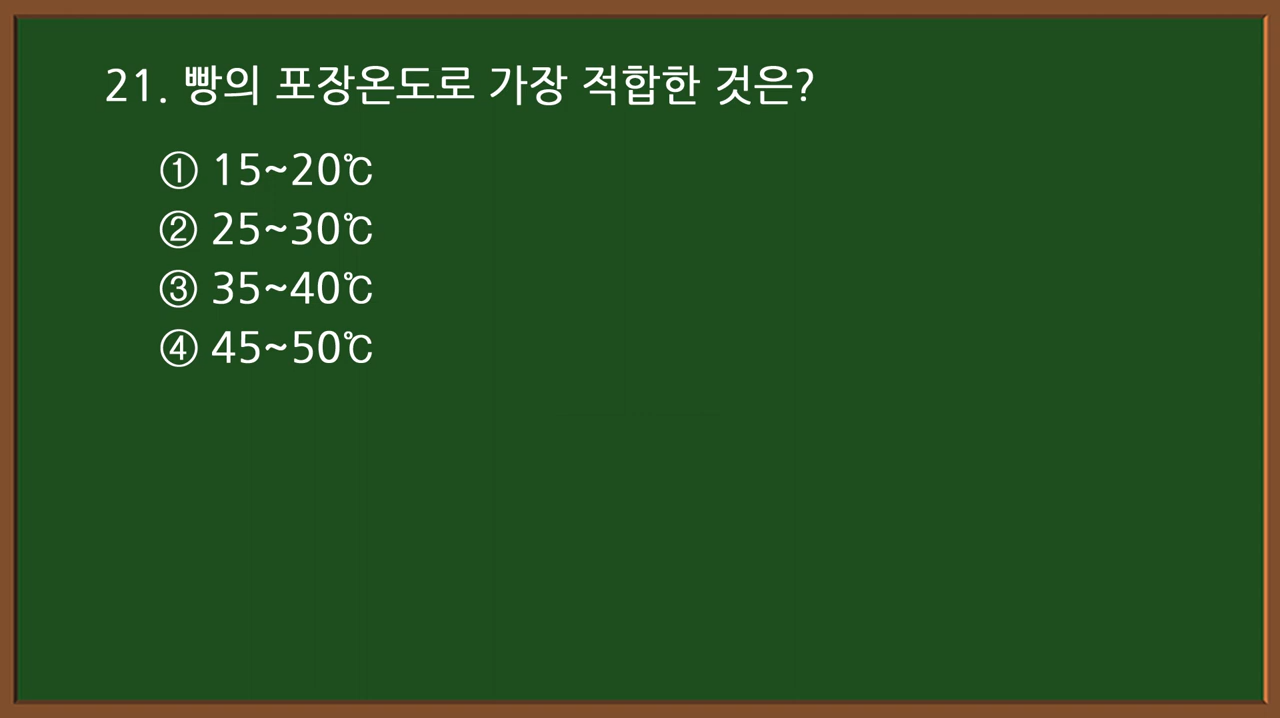 21. 빵의 포장온도로 가장 적합한 것은?
① 15~20℃
② 25~30℃
③ 35~40℃
④ 45~50℃